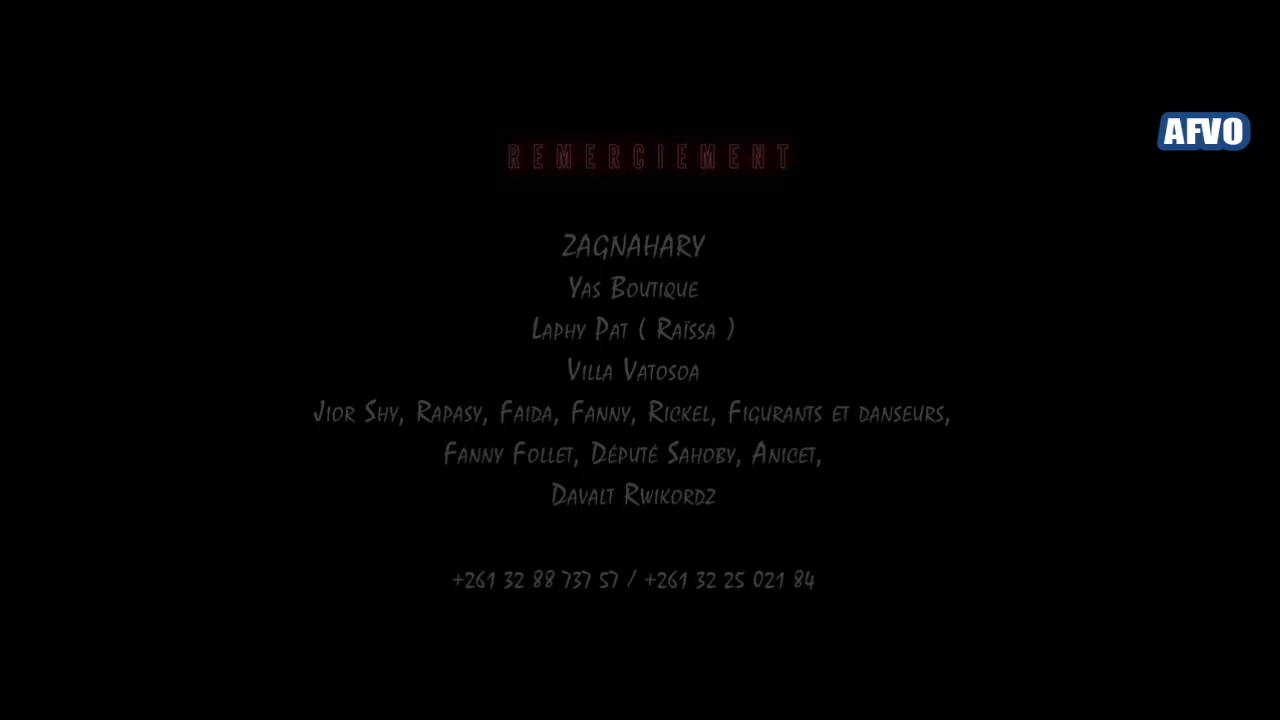 AFVO
REMERCIEMENT
ZAGNAHARY
Yas Boutique
Laphy Pat ( Raïssa )
Villa Vatosoa
Jior Shy, Rapasy, Faida, Fanny, Rickel, Figurants et danseurs,
Fanny Follet, Député Sahoby, Anicet,
Davalt Rwikordz
+261 32 88 737 57 / +261 32 25 021 84